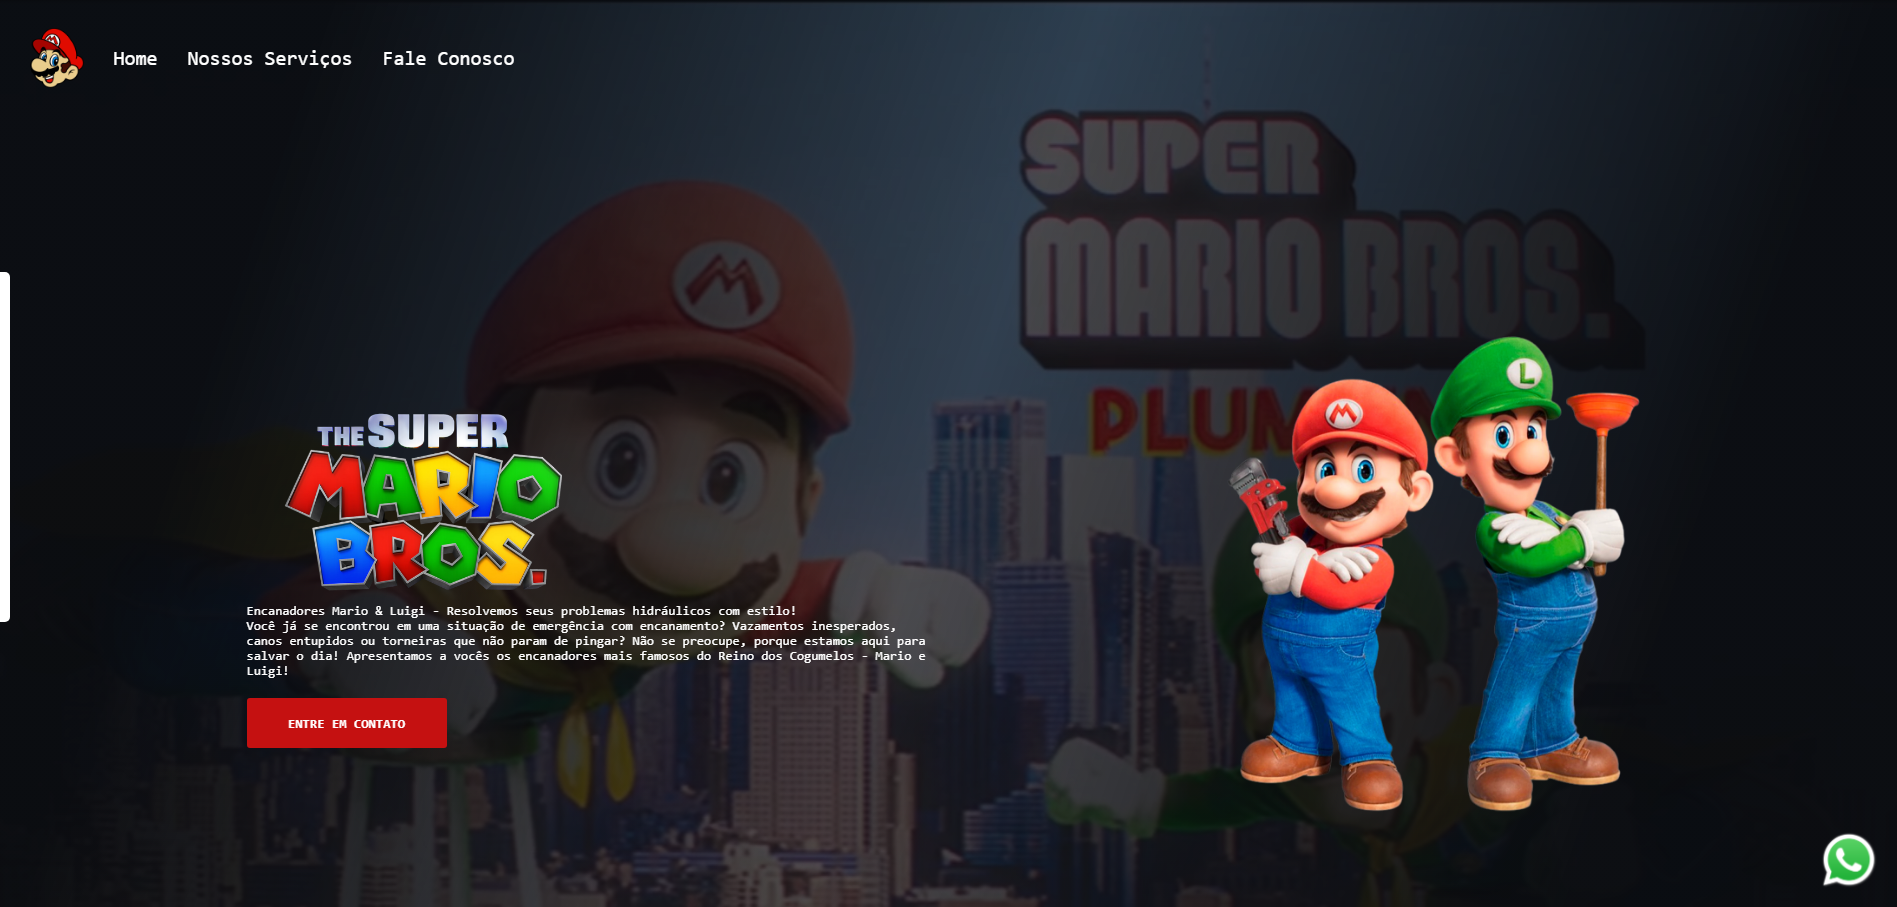 Home Nossos Serviços Fale Conosco
SUPER
MARIO BROS.
PLUM
THE SUPER
MARIO
BROS.
Encanadores Mario & Luigi - Resolvemos seus problemas hidráulicos com estilo!
Você já se encontrou em uma situação de emergência com encanamento? Vazamentos inesperados,
canos entupidos ou torneiras que não param de pingar? Não se preocupe, porque estamos aqui para
salvar o dia! Apresentamos a vocês os encanadores mais famosos do Reino dos Cogumelos - Mario e
Luigi!
ENTRE EM CONTATO